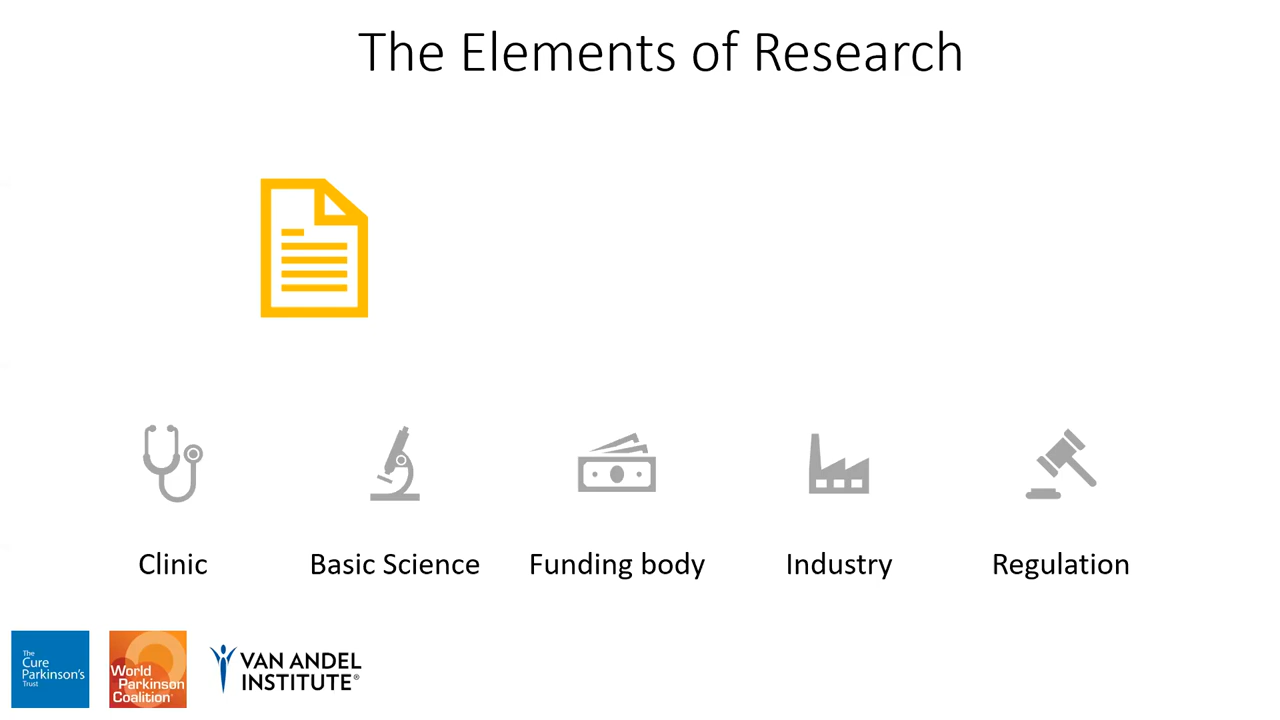 The Elements of Research
Clinic
Basic Science
Funding body
Industry
Regulation
The
Cure
Parkinson's
Trust
World
Parkinson
Coalition
VAN ANDEL
INSTITUTE®